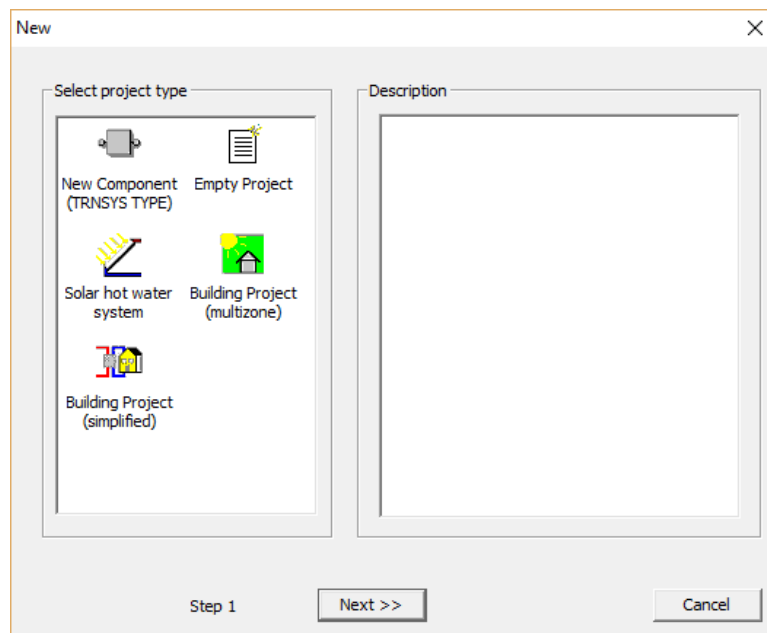 New
Select project type
Description
New Component
(TRNSYS TYPE)
Empty Project
Solar hot water
system
Building Project
(multizone)
Building Project
(simplified)
Step 1
Next >>
Cancel